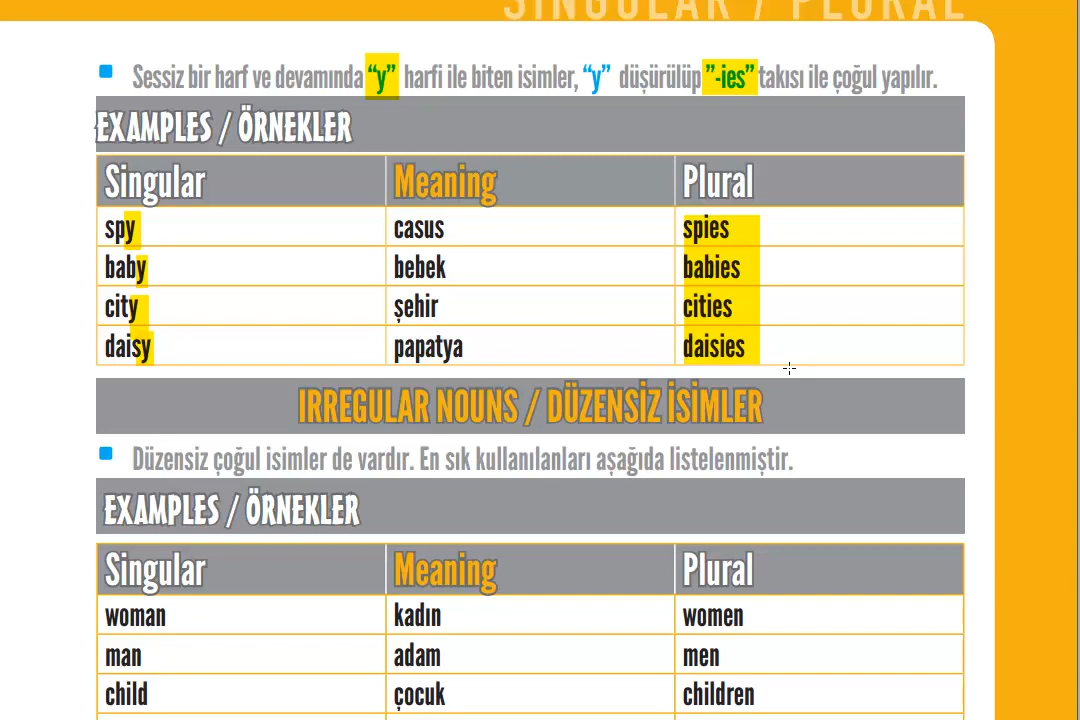 SINGULAR / PLURAL
Sessiz bir harf ve devamında “y” harfi ile biten isimler, “y” düşürülüp ”-ies” takısı ile çoğul yapılır.
EXAMPLES / ÖRNEKLER
Singular Meaning Plural
spy casus spies
baby bebek babies
city şehir cities
daisy papatya daisies
IRREGULAR NOUNS / DÜZENSİZ İSİMLER
Düzensiz çoğul isimler de vardır. En sık kullanılanları aşağıda listelenmiştir.
EXAMPLES / ÖRNEKLER
Singular Meaning Plural
woman kadın women
man adam men
child çocuk children